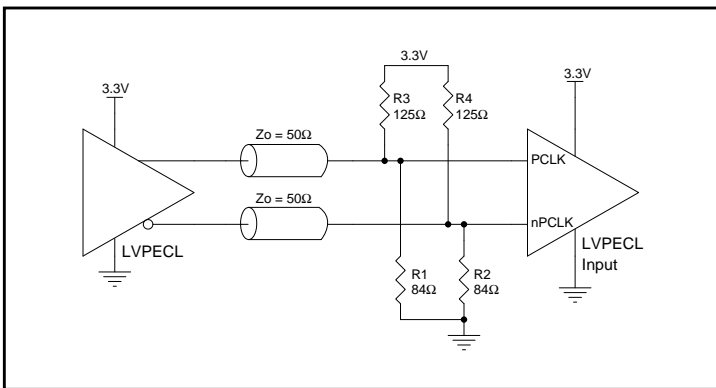 3.3V
3.3V
3.3V
R3
125Ω
R4
125Ω
Zo = 50Ω
PCLK
Zo = 50Ω
nPCLK
LVPECL
LVPECL
Input
R1
84Ω
R2
84Ω